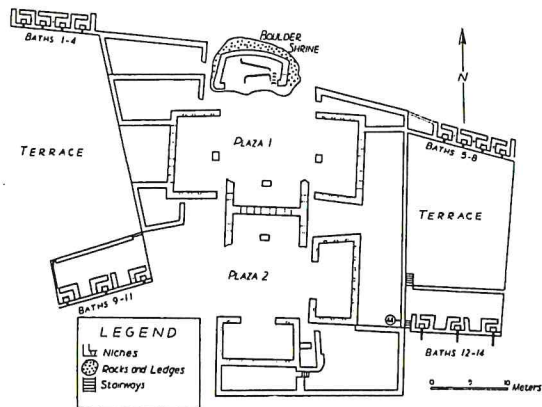 BATHS 1-4
BOULDER
SHRINE
N
PLAZA 1
TERRACE
BATHS 5-8
TERRACE
PLAZA 2
BATHS 9-11
LEGEND
Niches
Rocks and Ledges
Stairways
BATHS 12-14
0 5 10
Meters